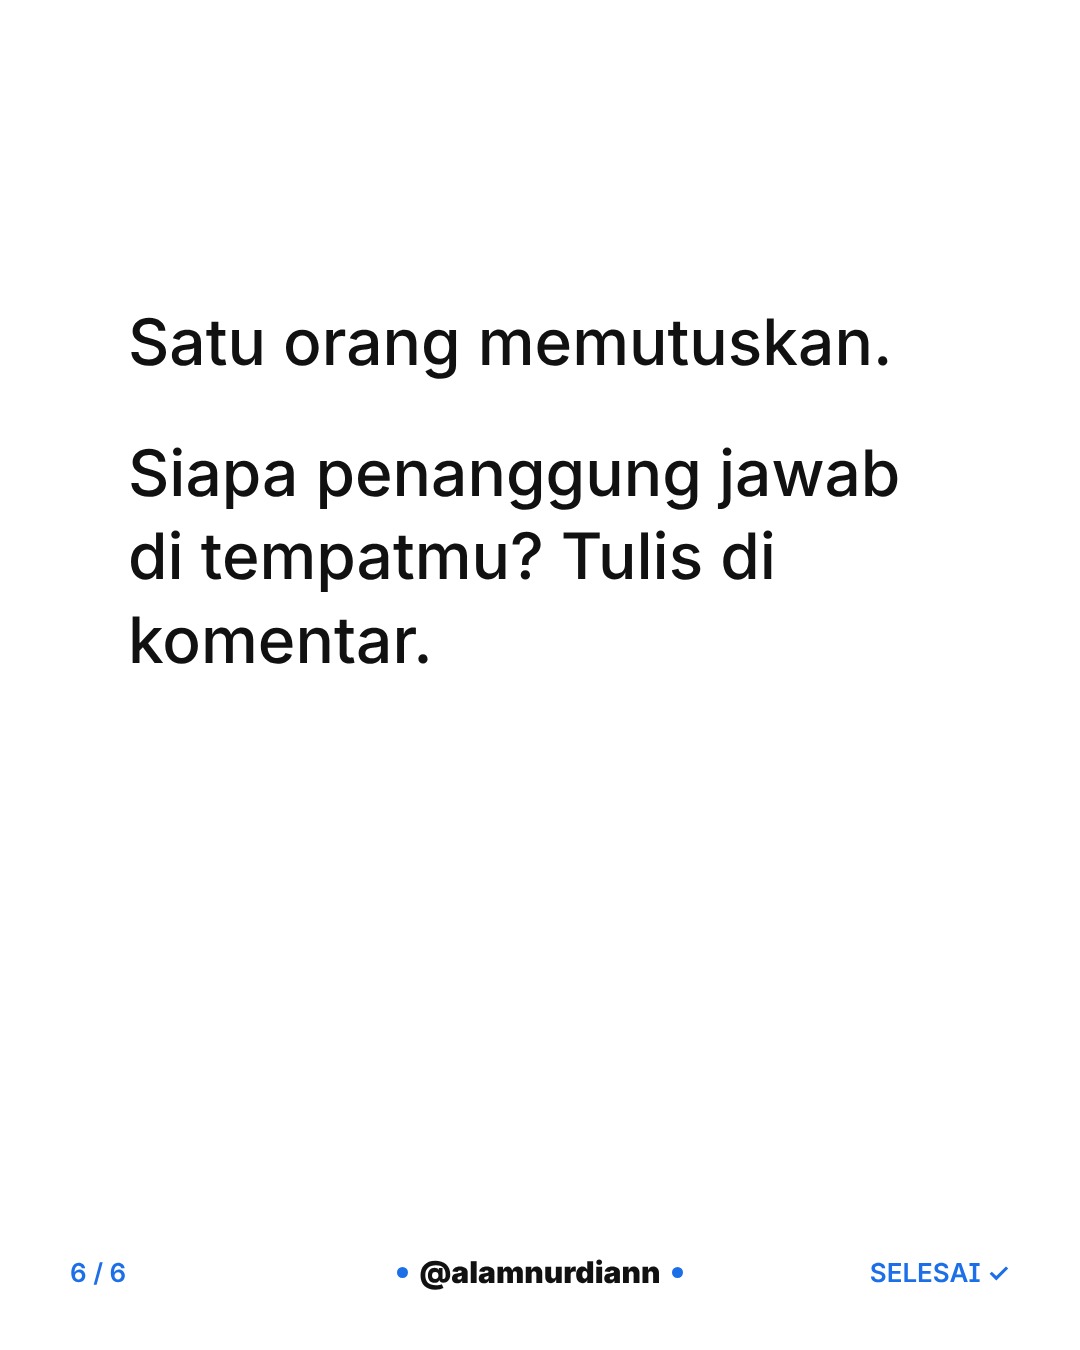 Satu orang memutuskan.
Siapa penanggung jawab
di tempatmu? Tulis di
komentar.
6 / 6
• @alamnurdiann •
SELESAI ✓